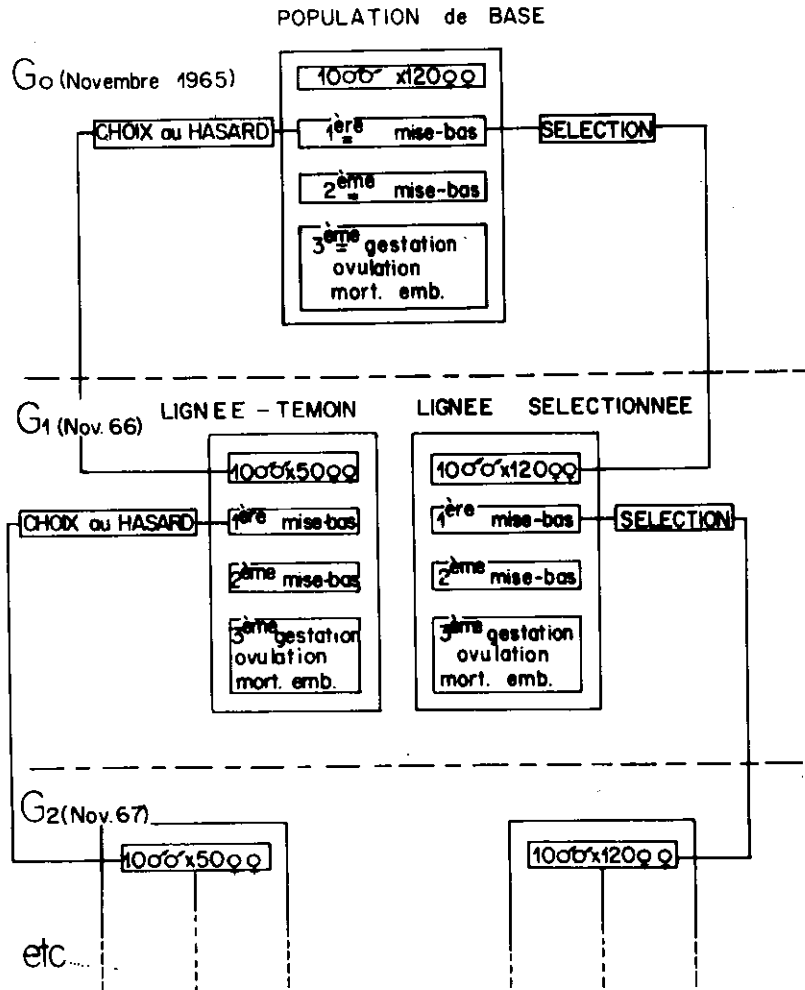 POPULATION de BASE
Go (Novembre 1965)
10♂♂ x120♀♀
CHOIX au HASARD
1ère mise-bas
SELECTION
2ème mise-bas
3ème gestation
ovulation
mort. emb.
G1 (Nov. 66)
LIGNEE - TEMOIN
LIGNEE SELECTIONNEE
10♂♂x50♀♀
10♂♂x120♀♀
CHOIX au HASARD
1ère mise-bas
1ère mise-bas
SELECTION
2ème mise-bas
2ème mise-bas
3ème gestation
ovulation
mort. emb.
3ème gestation
ovulation
mort. emb.
G2 (Nov. 67)
10♂♂x50♀♀
10♂♂x120♀♀
etc.....